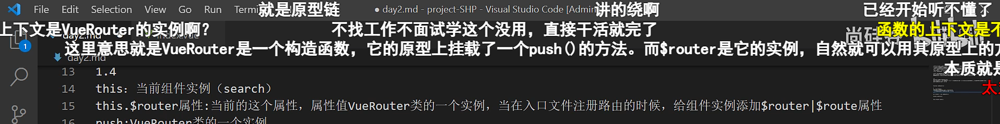 File Edit Selection View Go Run Termi
day2.md - project-SHP - Visual Studio Code [Admin
就是原型链
讲的绕啊
已经开始听不懂了
上下文是VueRouter的实例啊？
不找工作不面试学这个没用，直接干活就完了
函数的上下文是不
day2.md
index.vue
尚硅谷
bilibili
1
这里意思就是VueRouter是一个构造函数，它的原型上挂载了一个push()的方法。而$router是它的实例，自然就可以用其原型上的方
day2.md
本质就是
13 1.4
14 this：当前组件实例（search）
太
15 this.$router属性:当前的这个属性，属性值VueRouter类的一个实例，当在入口文件注册路由的时候，给组件实例添加$router|$route属性
16 push:VueRouter类的一个实例